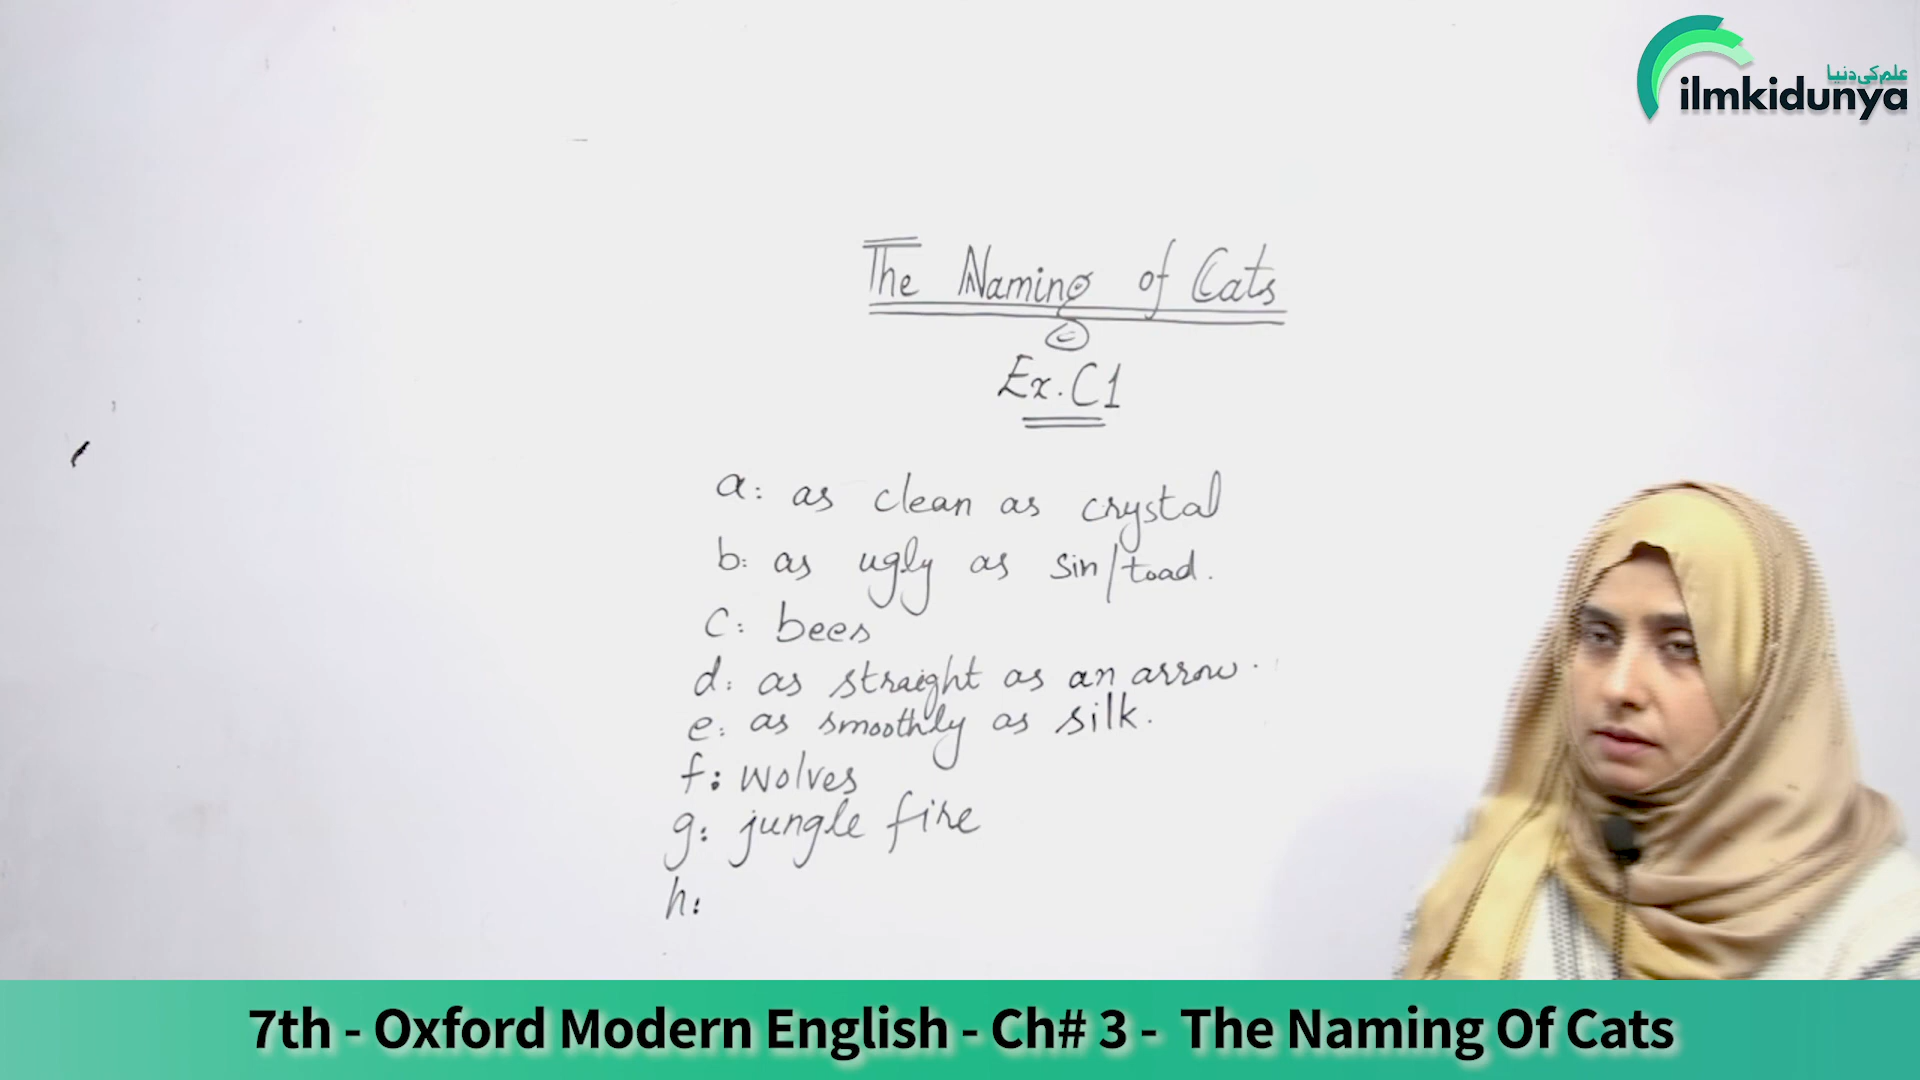 علم کی دنیا
ilmkidunya
The Naming of Cats
Ex. C1
a: as clean as crystal
b: as ugly as sin/toad.
c: bees
d: as straight as an arrow.
e: as smoothly as silk.
f: wolves
g: jungle fire
h:
7th - Oxford Modern English - Ch# 3 - The Naming Of Cats